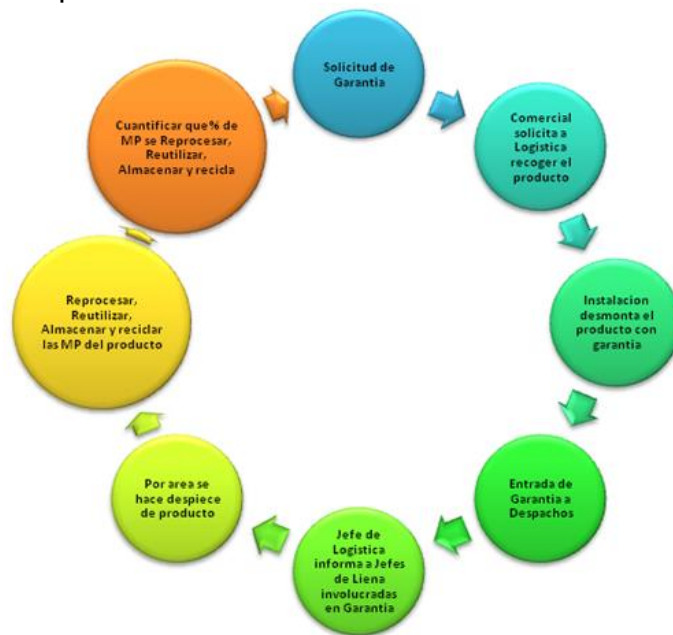 Solicitud de
Garantia
Comercial
solicita a
Logistica
recoger el
producto
Instalacion
desmonta el
producto con
garantia
Entrada de
Garantia a
Despachos
Jefe de
Logistica
informa a Jefes
de Liena
involucradas
en Garantia
Por area se
hace despiece
de producto
Reprocesar,
Reutilizar,
Almacenar y reciclar
las MP del producto
Cuantificar que% de
MP se Reprocesar,
Reutilizar,
Almacenar y recicla